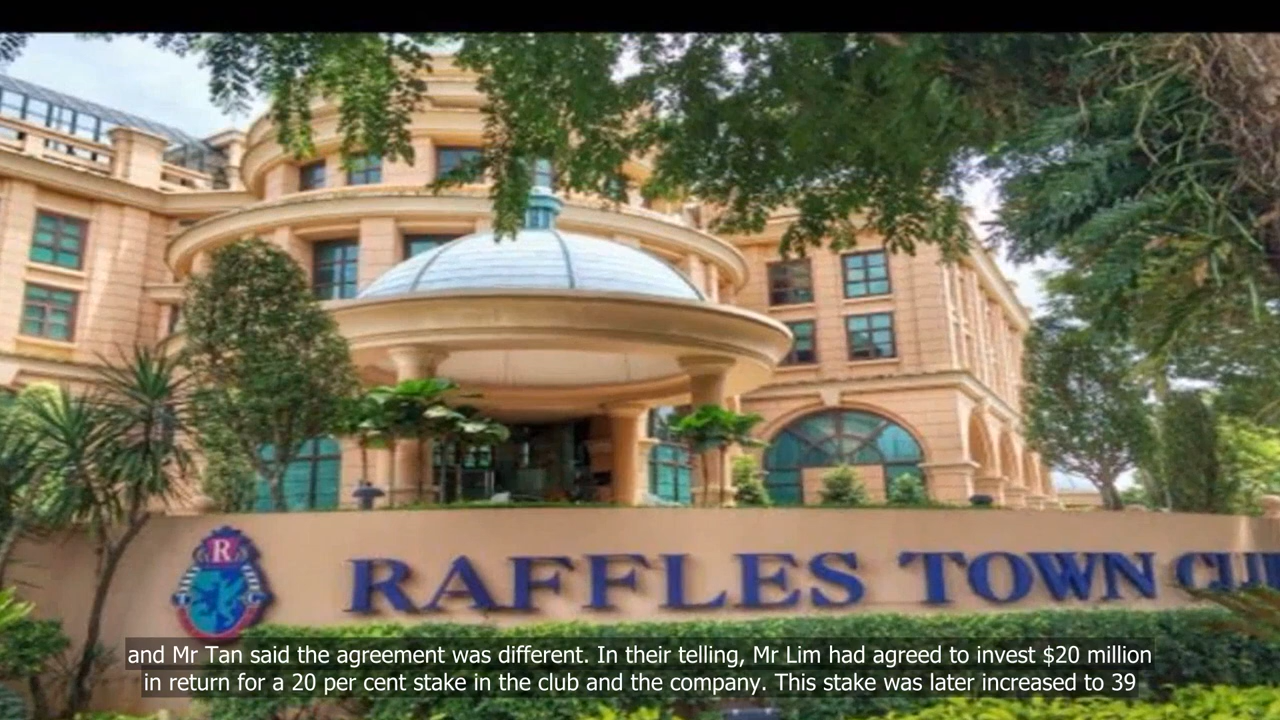 R
RAFFLES TOWN CLU
and Mr Tan said the agreement was different. In their telling, Mr Lim had agreed to invest $20 million
in return for a 20 per cent stake in the club and the company. This stake was later increased to 39